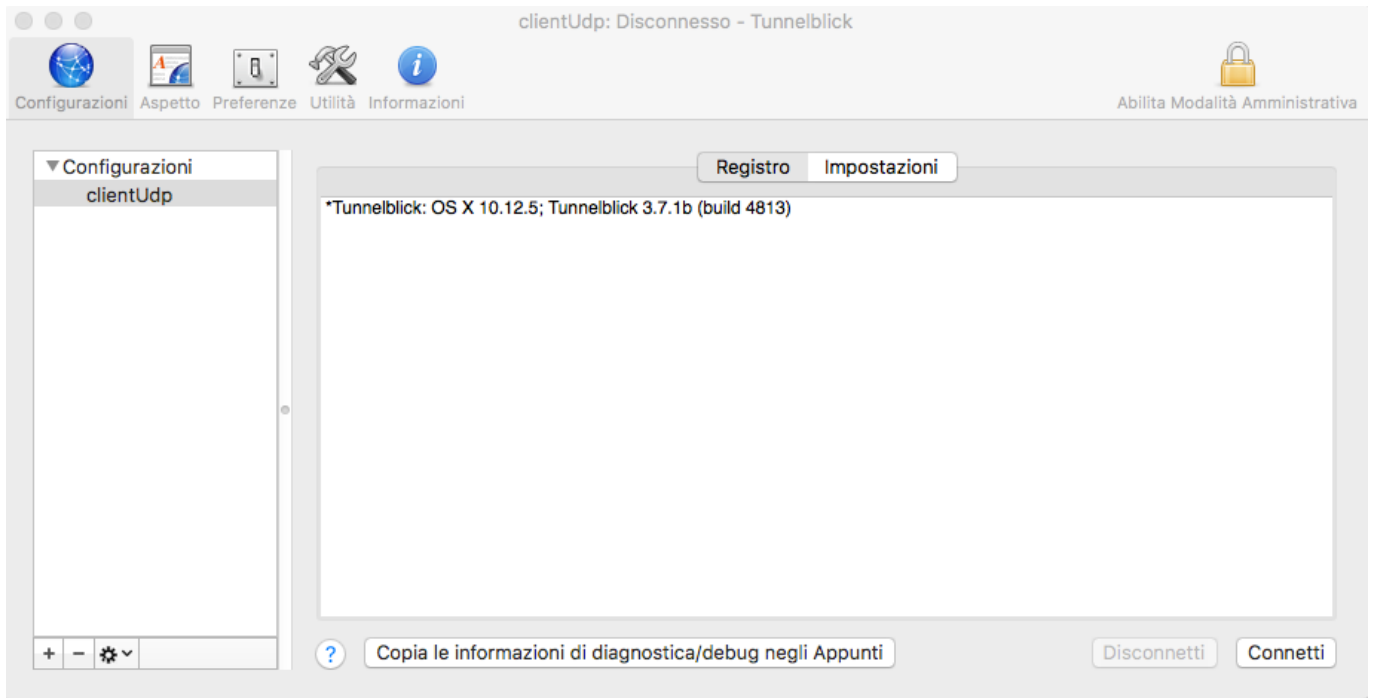 clientUdp: Disconnesso - Tunnelblick
Configurazioni Aspetto Preferenze Utilità Informazioni Abilita Modalità Amministrativa
Configurazioni
clientUdp
Registro Impostazioni
*Tunnelblick: OS X 10.12.5; Tunnelblick 3.7.1b (build 4813)
+ − ? Copia le informazioni di diagnostica/debug negli Appunti Disconnetti Connetti